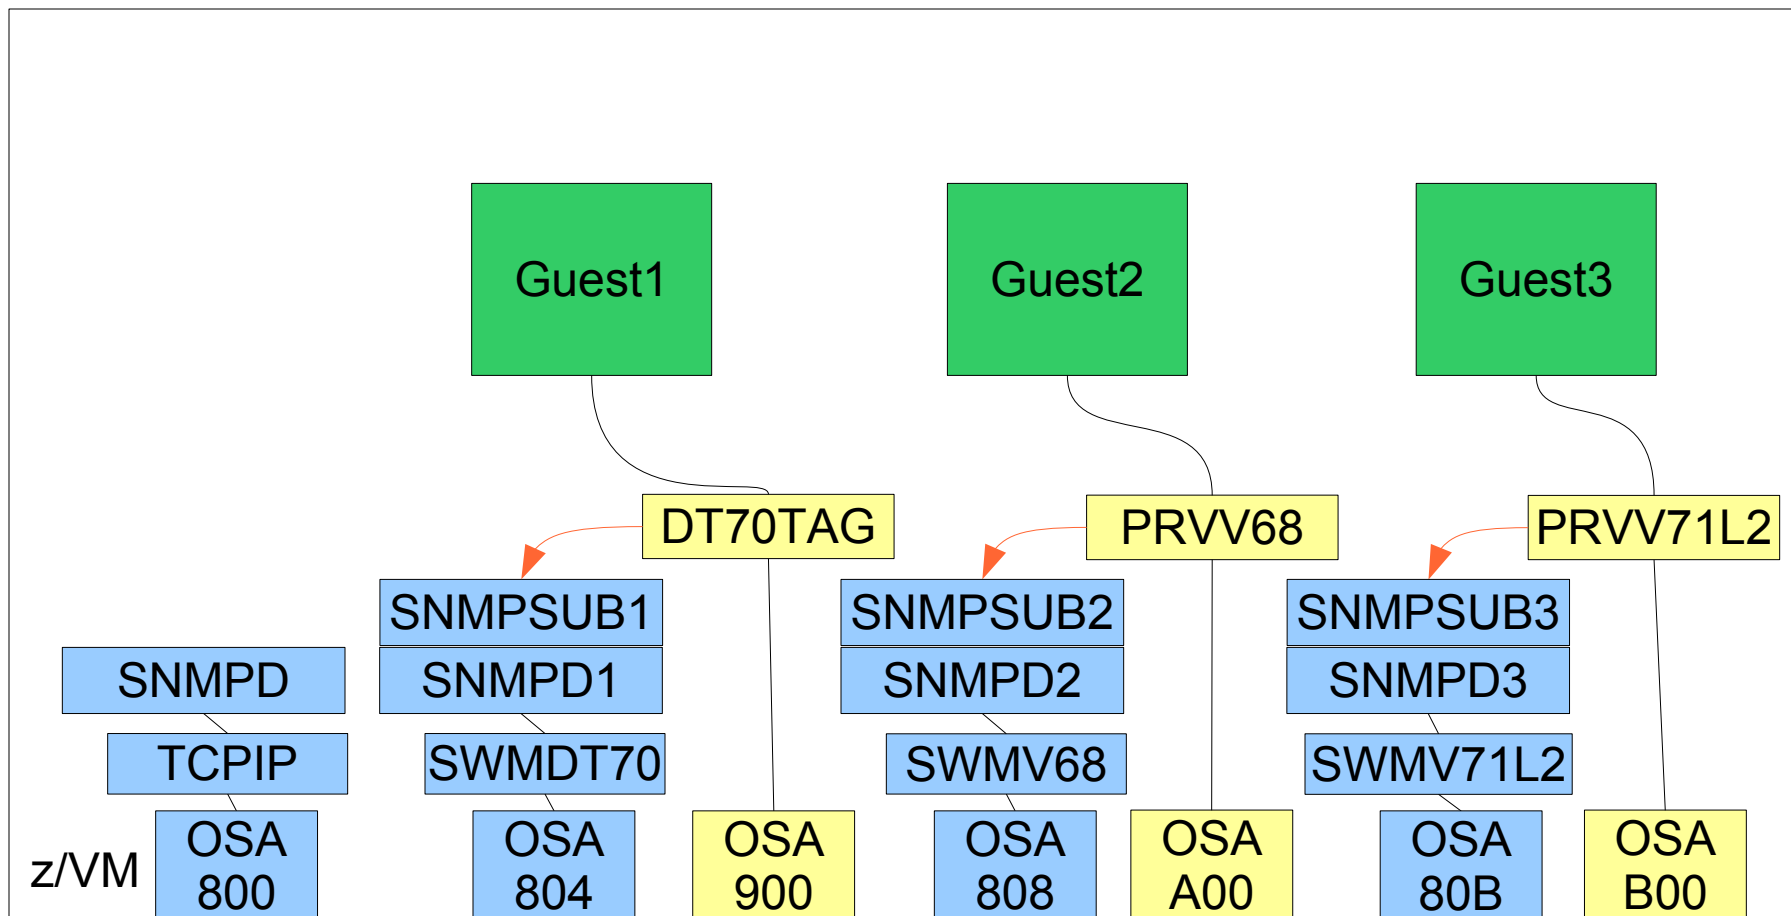 Guest1
Guest2
Guest3
DT70TAG
PRVV68
PRVV71L2
SNMPSUB1
SNMPSUB2
SNMPSUB3
SNMPD
SNMPD1
SNMPD2
SNMPD3
TCPIP
SWMDT70
SWMV68
SWMV71L2
z/VM
OSA
800
OSA
804
OSA
900
OSA
808
OSA
A00
OSA
80B
OSA
B00